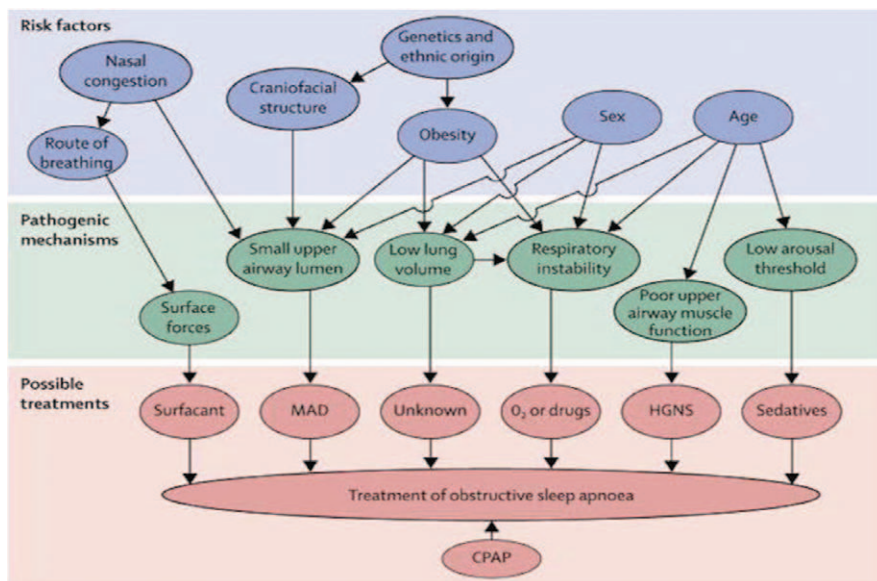 Risk factors
Nasal
congestion
Genetics and
ethnic origin
Craniofacial
structure
Route of
breathing
Obesity
Sex
Age
Pathogenic
mechanisms
Small upper
airway lumen
Low lung
volume
Respiratory
instability
Low arousal
threshold
Surface
forces
Poor upper
airway muscle
function
Possible
treatments
Surfacant
MAD
Unknown
O₂ or drugs
HGNS
Sedatives
Treatment of obstructive sleep apnoea
CPAP